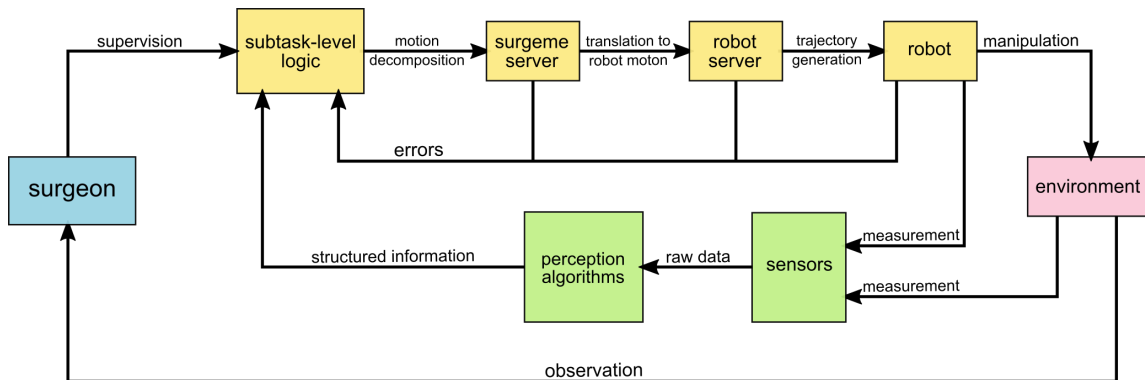 supervision
subtask-level
logic
motion
decomposition
surgeme
server
translation to
robot moton
robot
server
trajectory
generation
robot
manipulation
errors
surgeon
environment
structured information
perception
algorithms
raw data
sensors
measurement
measurement
observation